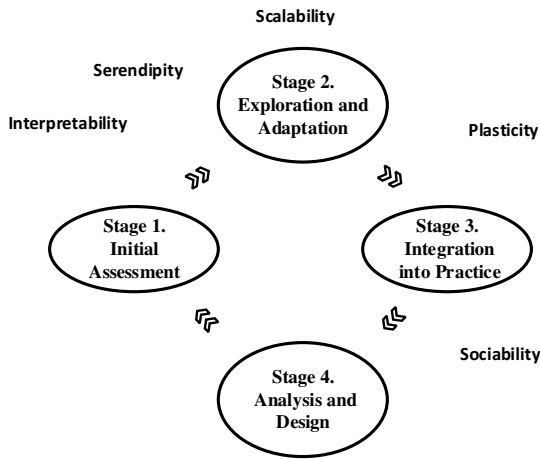 Scalability
Serendipity
Stage 2.
Exploration and
Adaptation
Interpretability
Plasticity
Stage 1.
Initial
Assessment
Stage 3.
Integration
into Practice
Sociability
Stage 4.
Analysis and
Design